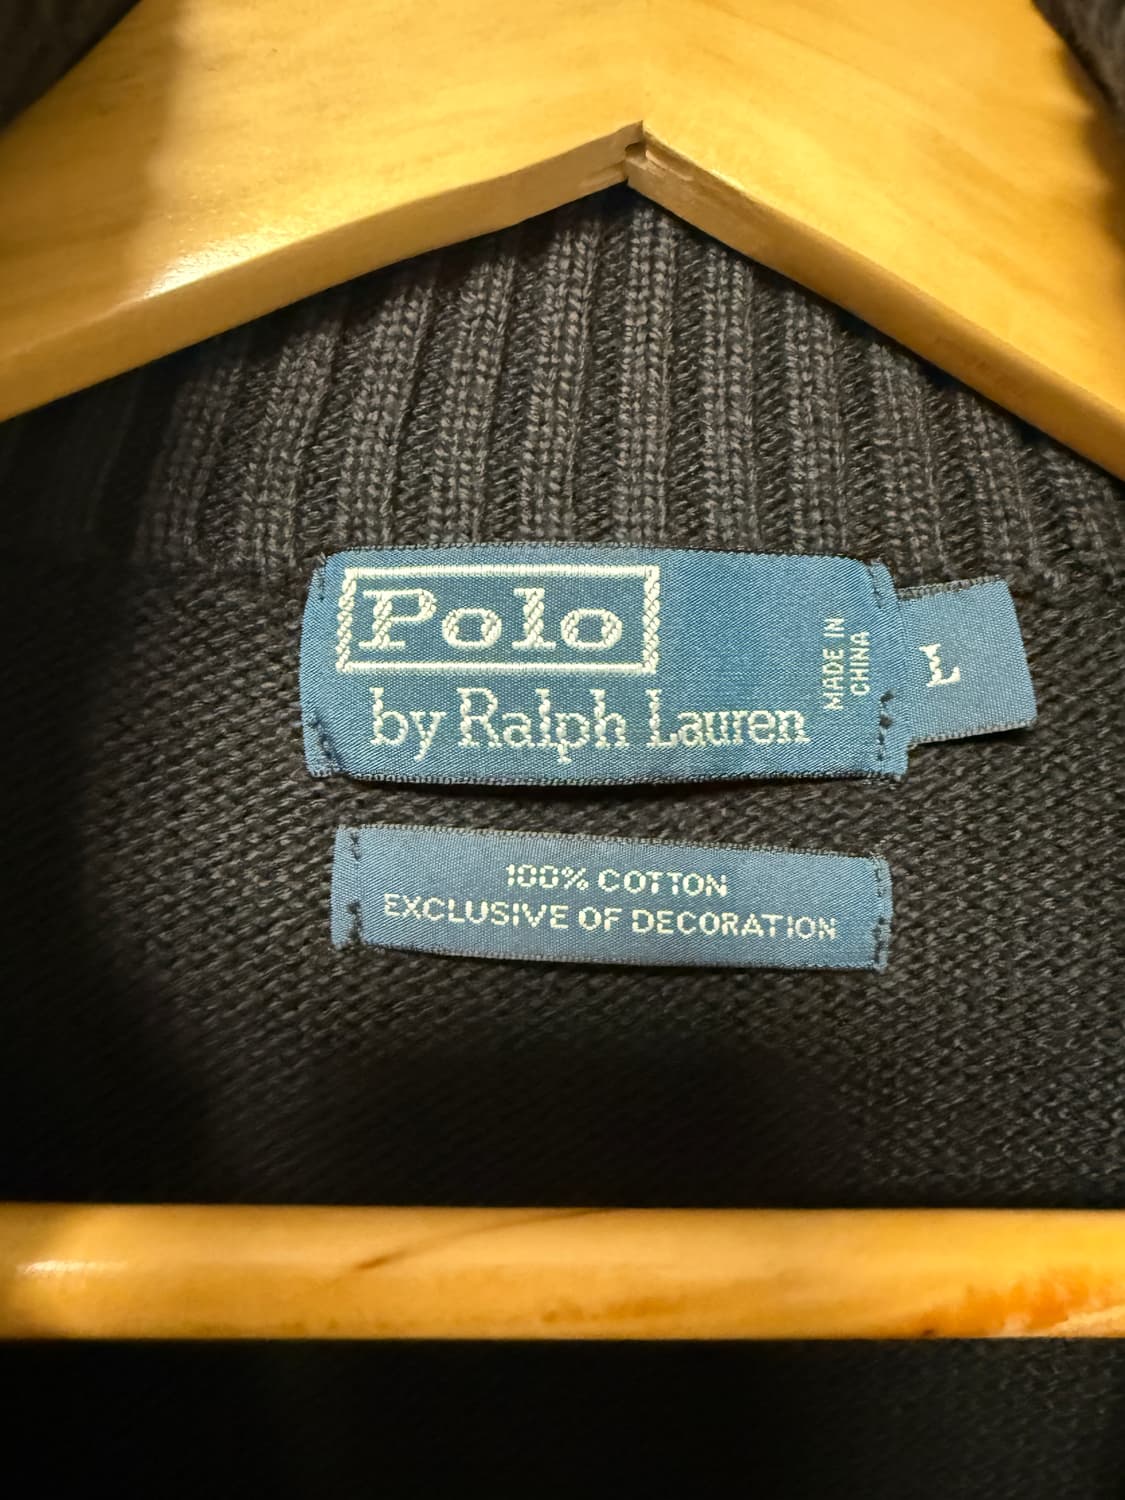 Polo
by Ralph Lauren
MADE IN
CHINA
L
100% COTTON
EXCLUSIVE OF DECORATION